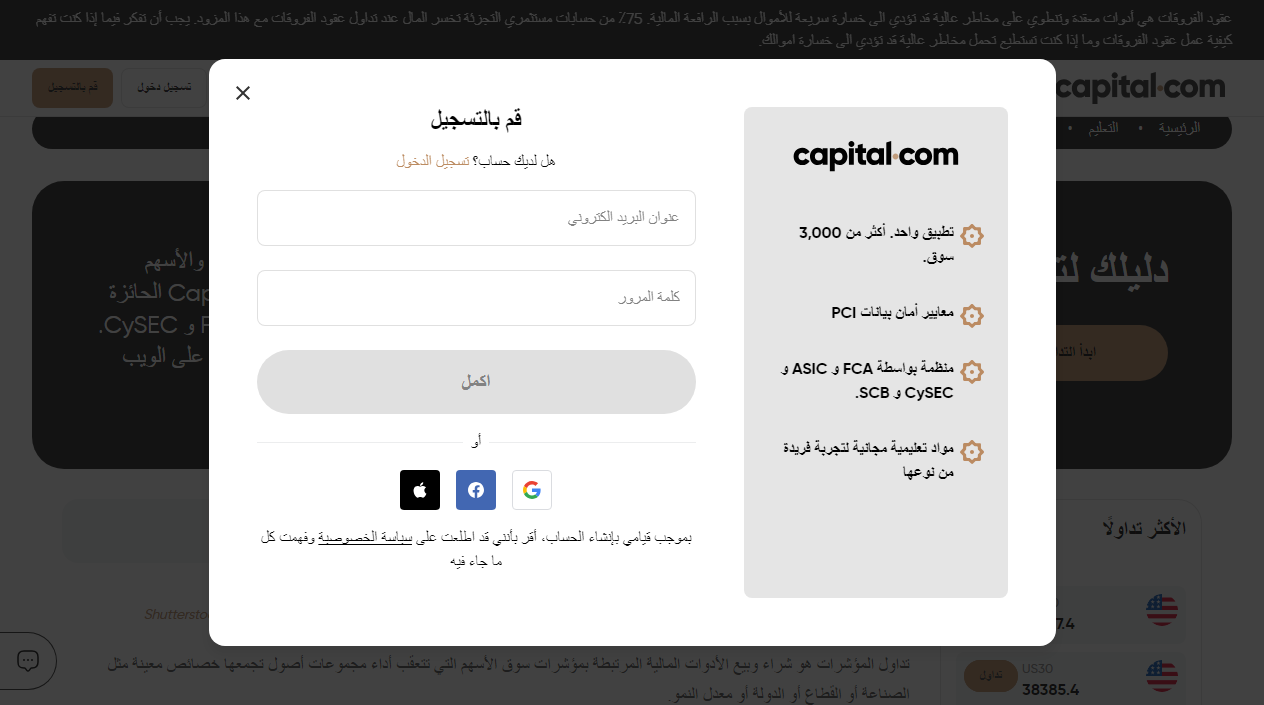 عقود الفروقات هي أدوات معقدة وتنطوي على مخاطر عالية قد تؤدي الى خسارة سريعة للأموال بسبب الرافعة المالية. 75٪ من حسابات مستثمري التجزئة تخسر المال عند تداول عقود الفروقات مع هذا المزود. يجب أن تفكر فيما إذا كنت تفهم
كيفية عمل عقود الفروقات وما إذا كنت تستطيع تحمل مخاطر عالية قد تؤدي الى خسارة اموالك.
capital.com
تسجيل دخول
قم بالتسجيل
الرئيسية • التعليم •
دليلك
والأسهم
الحائزة
و CySEC.
على الويب
ابدأ
capital.com
تطبيق واحد. أكثر من 3,000
سوق.
معايير أمان بيانات PCI
منظمة بواسطة FCA و ASIC و
CySEC و SCB.
مواد تعليمية مجانية لتجربة فريدة
من نوعها
قم بالتسجيل
هل لديك حساب؟ تسجيل الدخول
عنوان البريد الكتروني
كلمة المرور
اكمل
أو
بموجب قيامي بإنشاء الحساب، أقر بأنني قد اطلعت على سياسة الخصوصية وفهمت كل
ما جاء فيه
الأكثر تداولًا
7.4
US30
38385.4
تداول
تداول المؤشرات هو شراء وبيع الأدوات المالية المرتبطة بمؤشرات سوق الأسهم التي تتعقب أداء مجموعات أصول تجمعها خصائص معينة مثل
الصناعة أو القطاع أو الدولة أو معدل النمو.